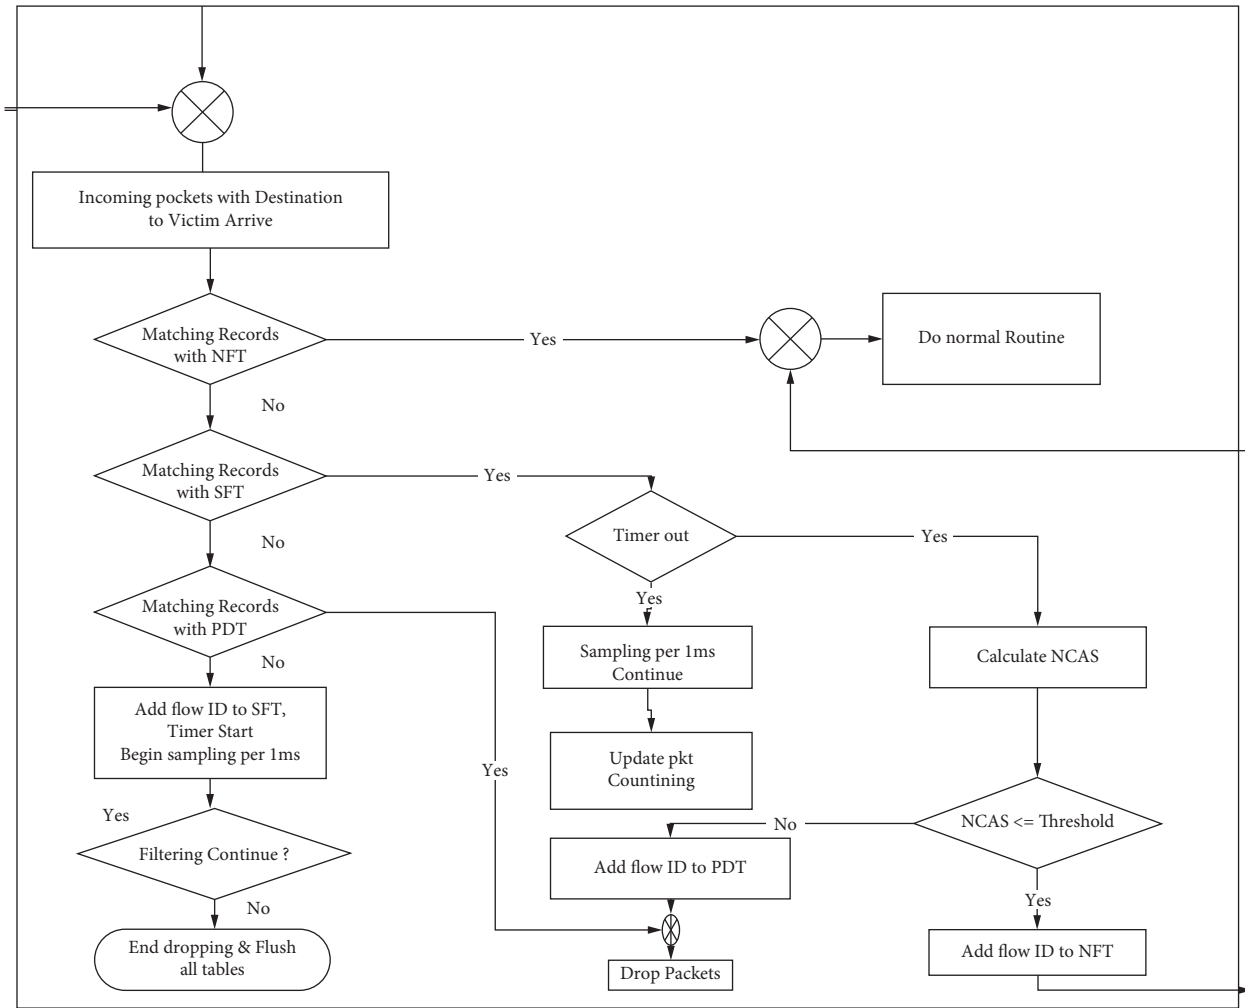 Incoming pockets with Destination
to Victim Arrive
Matching Records
with NFT
Yes
Do normal Routine
No
Matching Records
with SFT
Yes
Timer out
Yes
No
Matching Records
with PDT
Yes
Sampling per 1ms
Continue
Calculate NCAS
No
Add flow ID to SFT,
Timer Start
Begin sampling per 1ms
Yes
Update pkt
Countining
Yes
Filtering Continue ?
No
NCAS <= Threshold
Add flow ID to PDT
Yes
No
End dropping & Flush
all tables
Drop Packets
Add flow ID to NFT